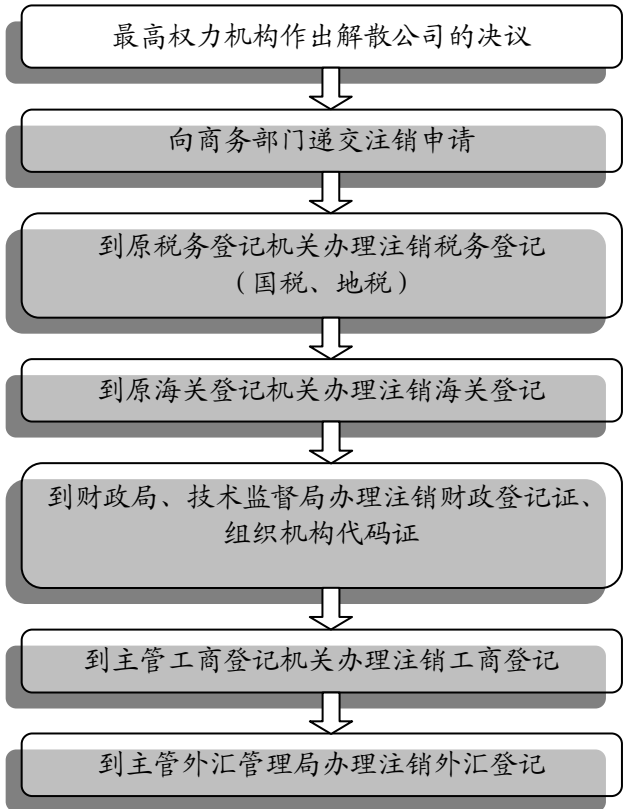 最高权力机构作出解散公司的决议
向商务部门递交注销申请
到原税务登记机关办理注销税务登记
（国税、地税）
到原海关登记机关办理注销海关登记
到财政局、技术监督局办理注销财政登记证、
组织机构代码证
到主管工商登记机关办理注销工商登记
到主管外汇管理局办理注销外汇登记